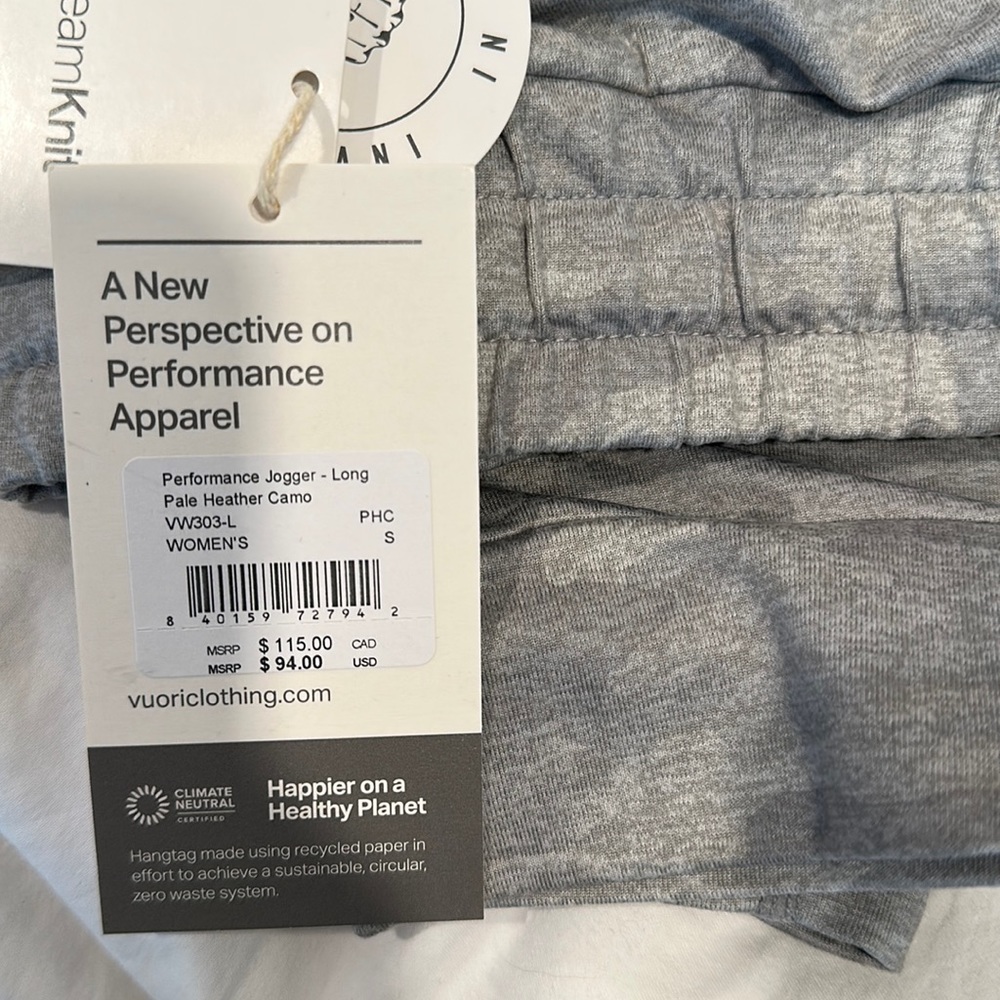 eamKnit
N I
A N I
A New
Perspective on
Performance
Apparel
Performance Jogger - Long
Pale Heather Camo
VW303-L PHC
WOMEN'S S
8 40159 72794 2
MSRP $ 115.00 CAD
MSRP $ 94.00 USD
vuoriclothing.com
CLIMATE
NEUTRAL
CERTIFIED
Happier on a
Healthy Planet
Hangtag made using recycled paper in
effort to achieve a sustainable, circular,
zero waste system.